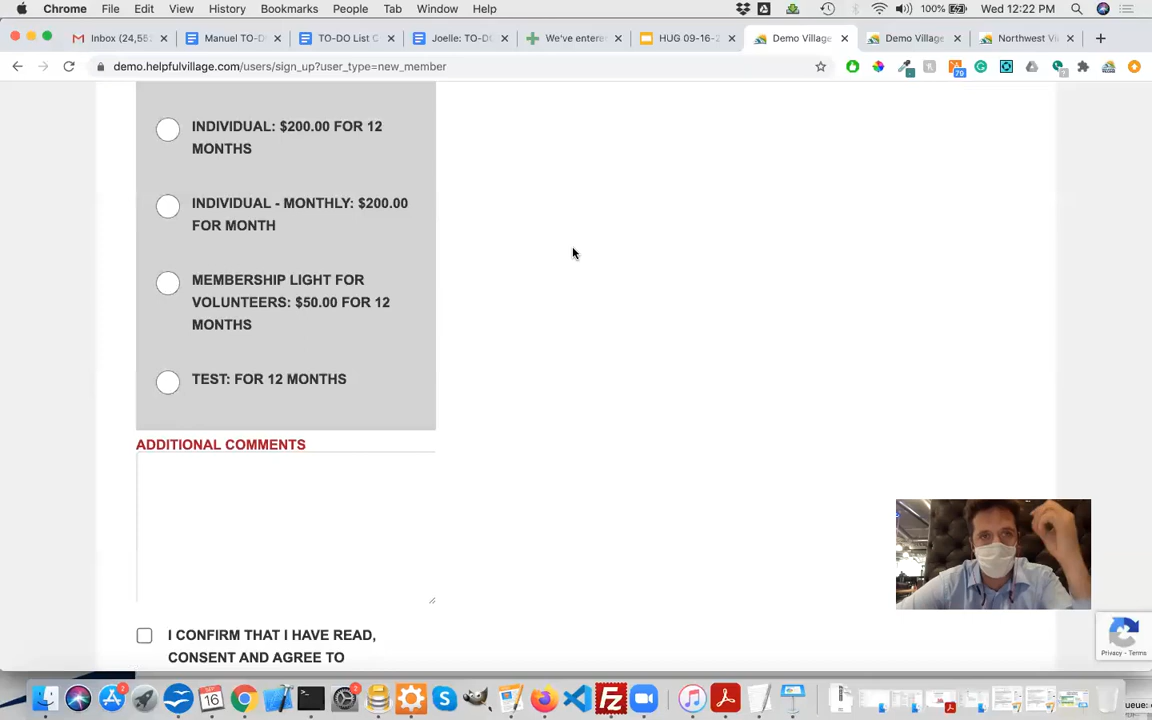 Chrome File Edit View History Bookmarks People Tab Window Help 100% Wed 12:22 PM
Inbox (24,55 Manuel TO-D TO-DO List C Joelle: TO-D We've entere HUG 09-16-2 Demo Village Demo Village Northwest Vi
demo.helpfulvillage.com/users/sign_up?user_type=new_member
79
INDIVIDUAL: $200.00 FOR 12
MONTHS
INDIVIDUAL - MONTHLY: $200.00
FOR MONTH
MEMBERSHIP LIGHT FOR
VOLUNTEERS: $50.00 FOR 12
MONTHS
TEST: FOR 12 MONTHS
ADDITIONAL COMMENTS
I CONFIRM THAT I HAVE READ,
CONSENT AND AGREE TO
Privacy - Terms
16
ueue: